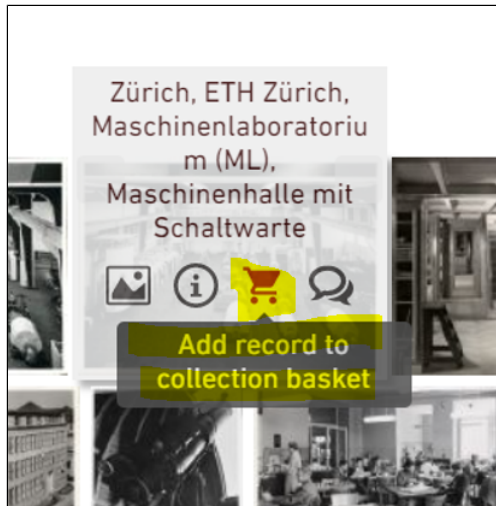 Zürich, ETH Zürich,
Maschinenlaboratoriu
m (ML),
Maschinenhalle mit
Schaltwarte
Add record to
collection basket